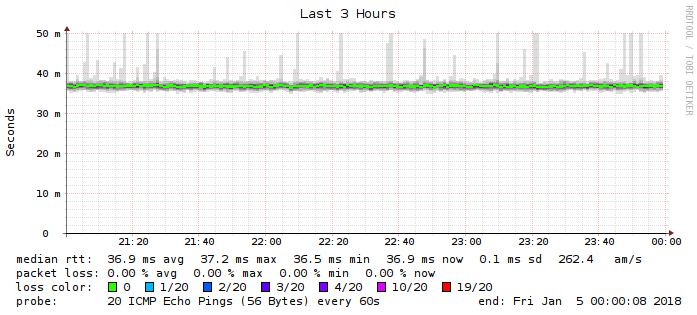 Last 3 Hours
RRDTOOL / TOBI OETIKER
Seconds
50 m
40 m
30 m
20 m
10 m
0
21:20 21:40 22:00 22:20 22:40 23:00 23:20 23:40 00:00
median rtt: 36.9 ms avg 37.2 ms max 36.5 ms min 36.9 ms now 0.1 ms sd 262.4 am/s
packet loss: 0.00 % avg 0.00 % max 0.00 % min 0.00 % now
loss color: 0 1/20 2/20 3/20 4/20 10/20 19/20
probe: 20 ICMP Echo Pings (56 Bytes) every 60s end: Fri Jan 5 00:00:08 2018